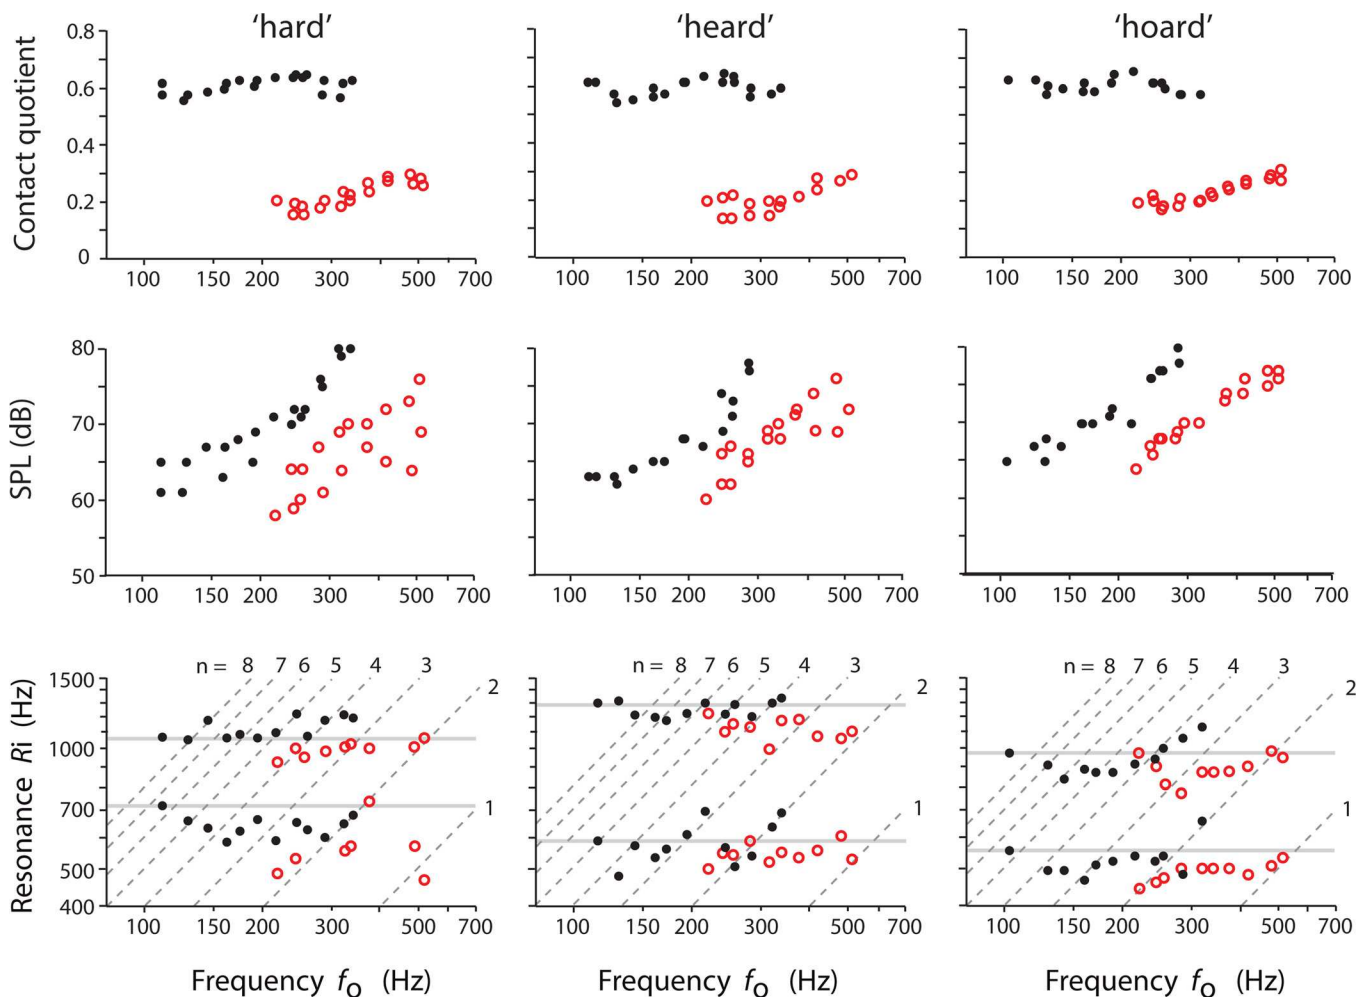 ‘hard’ ‘heard’ ‘hoard’
Contact quotient
0.8
0.6
0.4
0.2
0
100 150 200 300 500 700
100 150 200 300 500 700
100 150 200 300 500 700
SPL (dB)
80
70
60
50
100 150 200 300 500 700
100 150 200 300 500 700
100 150 200 300 500 700
Resonance Ri (Hz)
n = 8 7 6 5 4 3 2 1
n = 8 7 6 5 4 3 2 1
n = 8 7 6 5 4 3 2 1
1500
1000
700
500
400
100 150 200 300 500 700
100 150 200 300 500 700
100 150 200 300 500 700
Frequency fo (Hz)
Frequency fo (Hz)
Frequency fo (Hz)